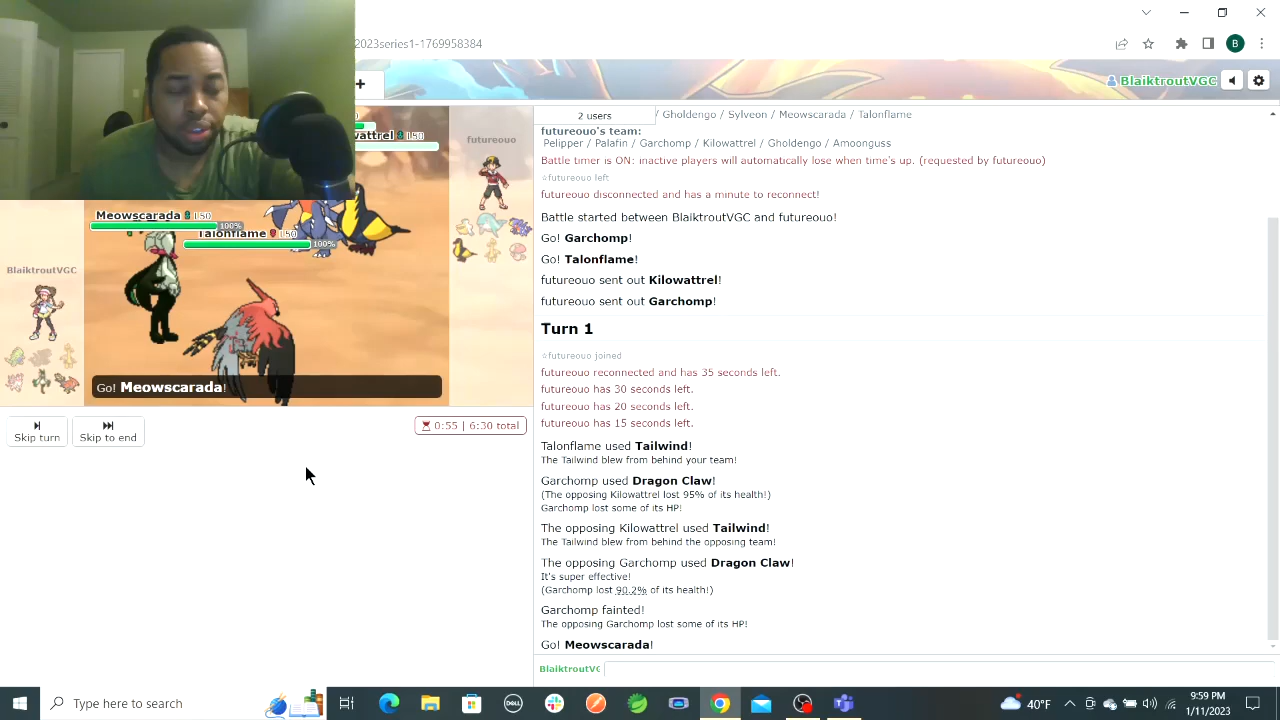 2023series1-1769958384
B
+
BlaiktroutVGC
2 users
/ Gholdengo / Sylveon / Meowscarada / Talonflame
futureouo's team:
Pelipper / Palafin / Garchomp / Kilowattrel / Gholdengo / Amoonguss
Battle timer is ON: inactive players will automatically lose when time's up. (requested by futureouo)
☆futureouo left
futureouo disconnected and has a minute to reconnect!
Battle started between BlaiktroutVGC and futureouo!
Go! Garchomp!
Go! Talonflame!
futureouo sent out Kilowattrel!
futureouo sent out Garchomp!
Turn 1
☆futureouo joined
futureouo reconnected and has 35 seconds left.
futureouo has 30 seconds left.
futureouo has 20 seconds left.
futureouo has 15 seconds left.
Talonflame used Tailwind!
The Tailwind blew from behind your team!
Garchomp used Dragon Claw!
(The opposing Kilowattrel lost 95% of its health!)
Garchomp lost some of its HP!
The opposing Kilowattrel used Tailwind!
The Tailwind blew from behind the opposing team!
The opposing Garchomp used Dragon Claw!
It's super effective!
(Garchomp lost 90.2% of its health!)
Garchomp fainted!
The opposing Garchomp lost some of its HP!
Go! Meowscarada!
BlaiktroutVG
futureouo
wattrel L50
Meowscarada L50
100%
Talonflame L50
100%
BlaiktroutVGC
Go! Meowscarada!
Skip turn
Skip to end
0:55 | 6:30 total
Type here to search
DELL
40°F
9:59 PM
1/11/2023